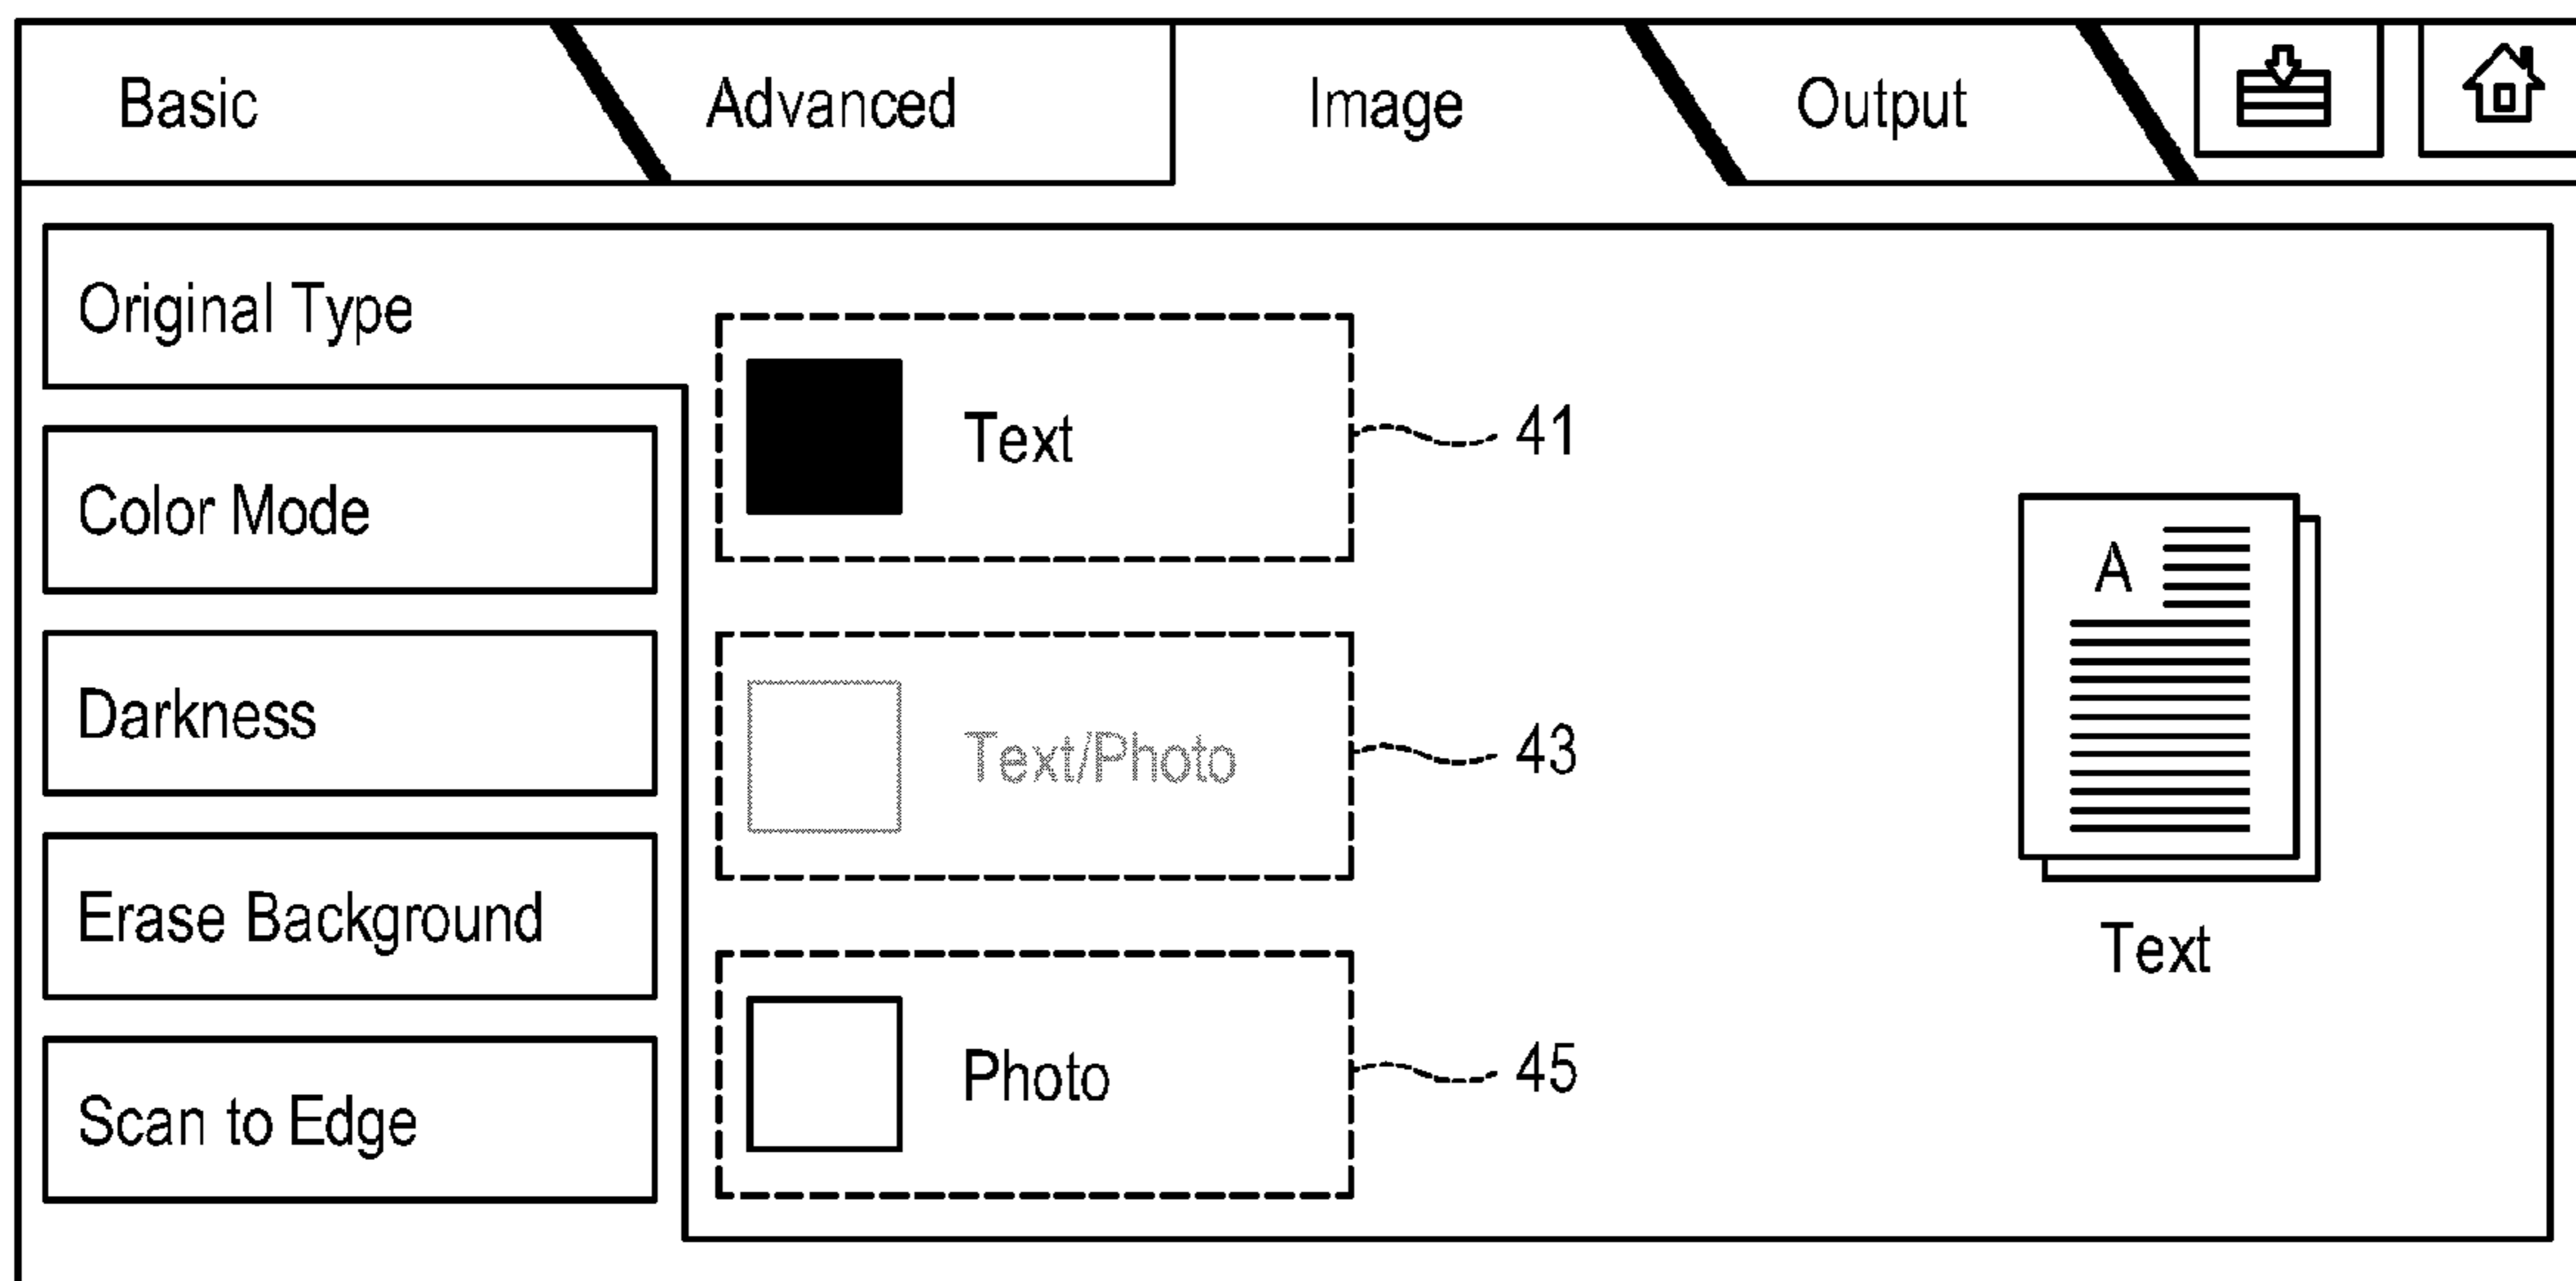 Basic Advanced Image Output
Original Type
Color Mode
Darkness
Erase Background
Scan to Edge
Text 41
Text/Photo 43
Photo 45
A
Text